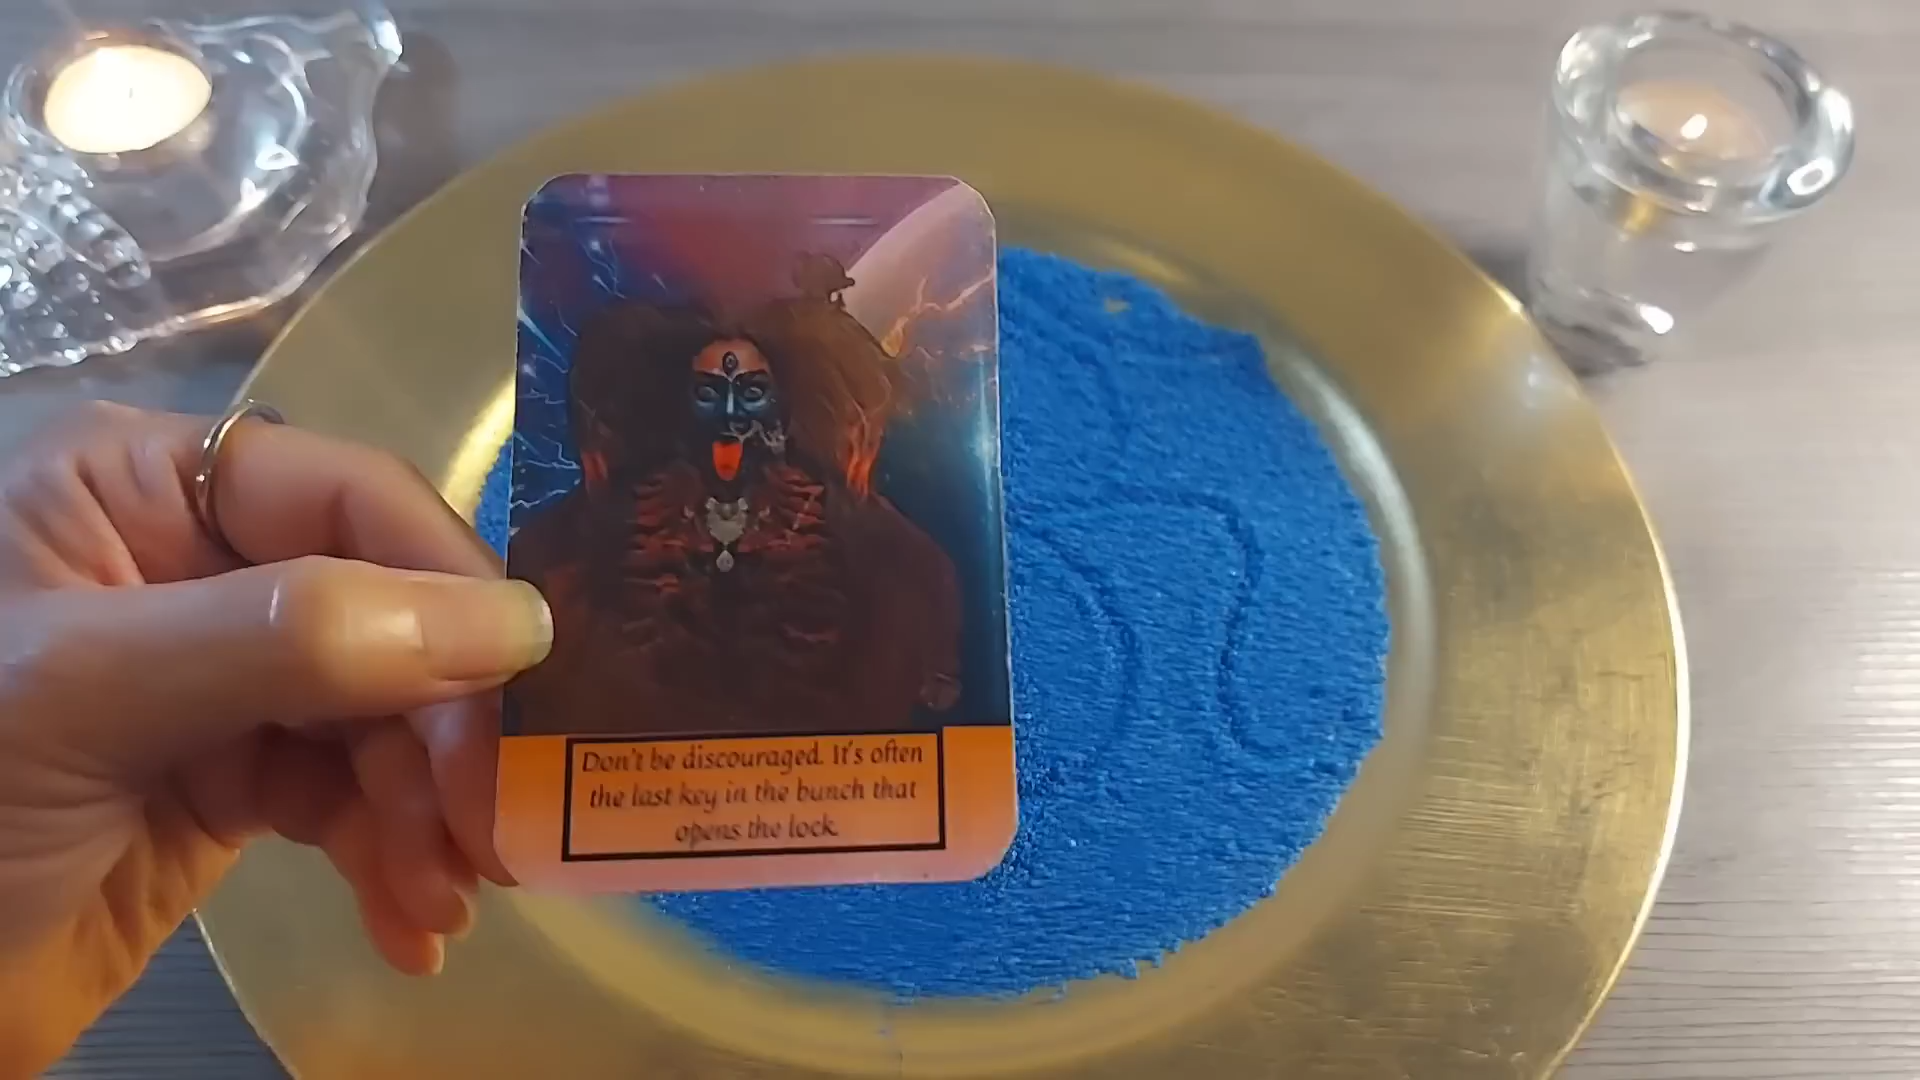 Don't be discouraged. It's often
the last key in the bunch that
opens the lock.